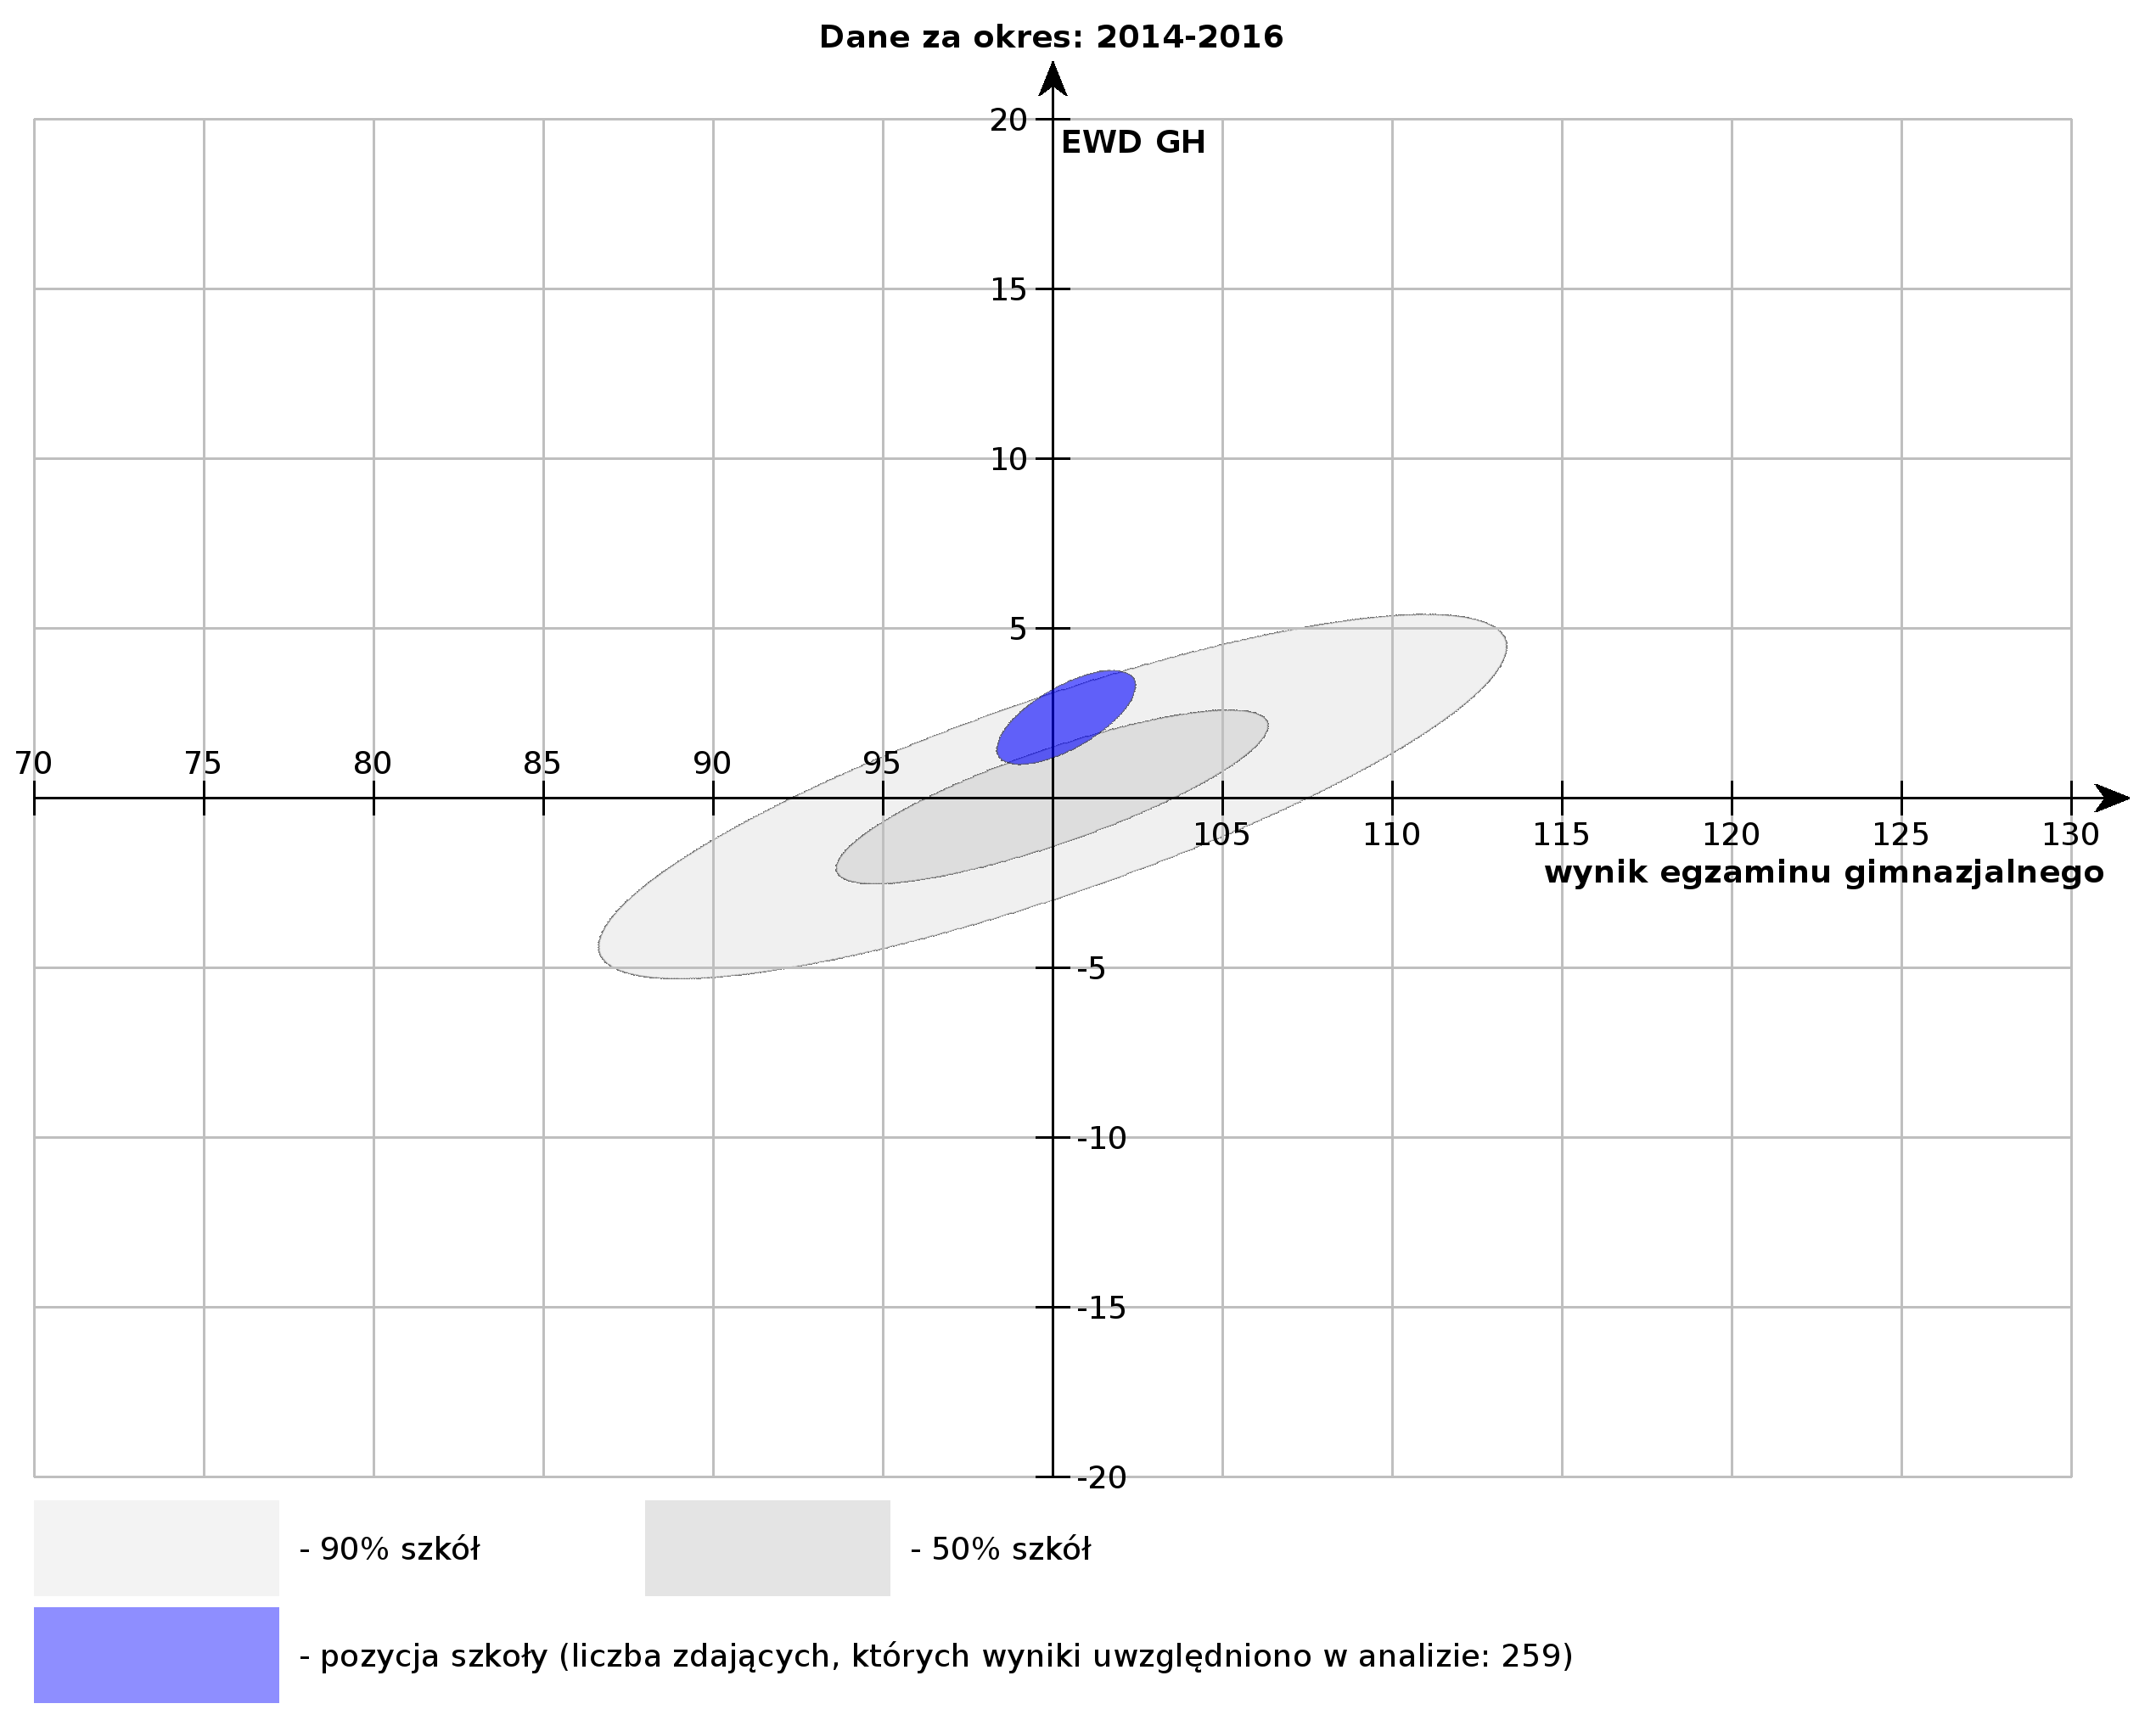 Dane za okres: 2014-2016
20
EWD GH
15
10
5
70 75 80 85 90 95
105 110 115 120 125 130
wynik egzaminu gimnazjalnego
-5
-10
-15
-20
- 90% szkół - 50% szkół
- pozycja szkoły (liczba zdających, których wyniki uwzględniono w analizie: 259)